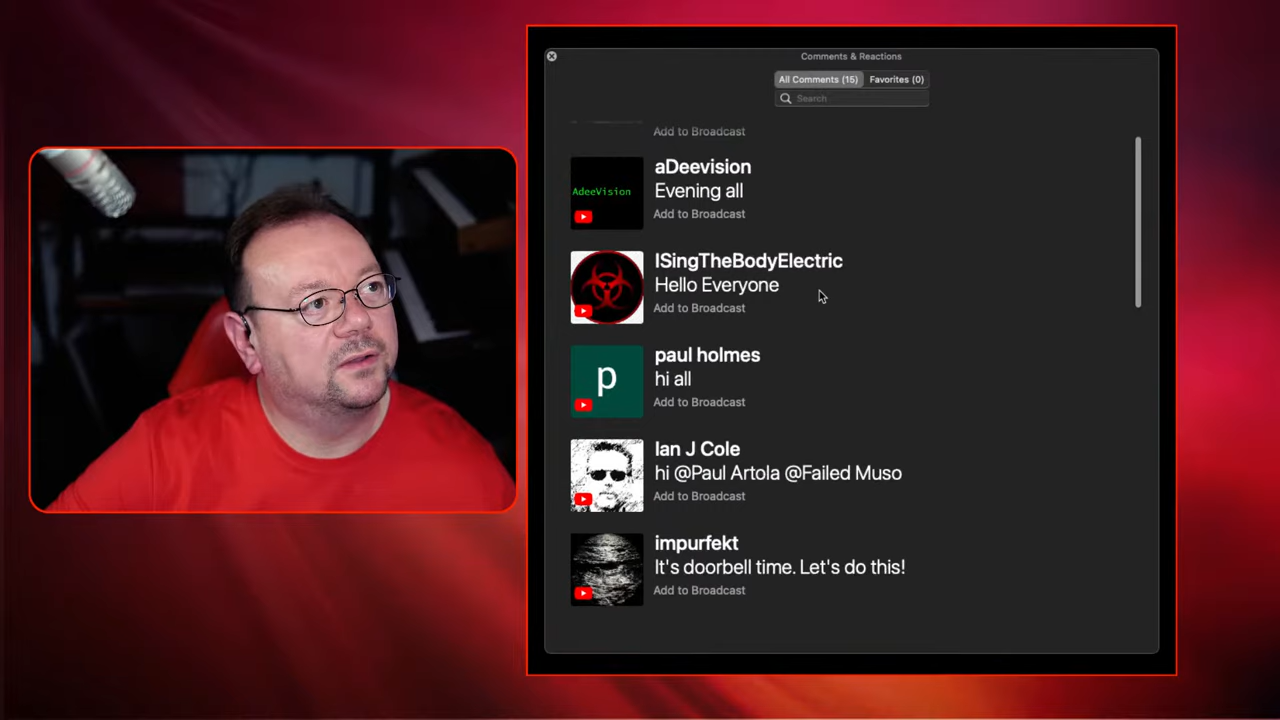 Comments & Reactions
All Comments (15) Favorites (0)
Search
Add to Broadcast
AdeeVision
aDeevision
Evening all
Add to Broadcast
ISingTheBodyElectric
Hello Everyone
Add to Broadcast
p
paul holmes
hi all
Add to Broadcast
Ian J Cole
hi @Paul Artola @Failed Muso
Add to Broadcast
impurfekt
It's doorbell time. Let's do this!
Add to Broadcast